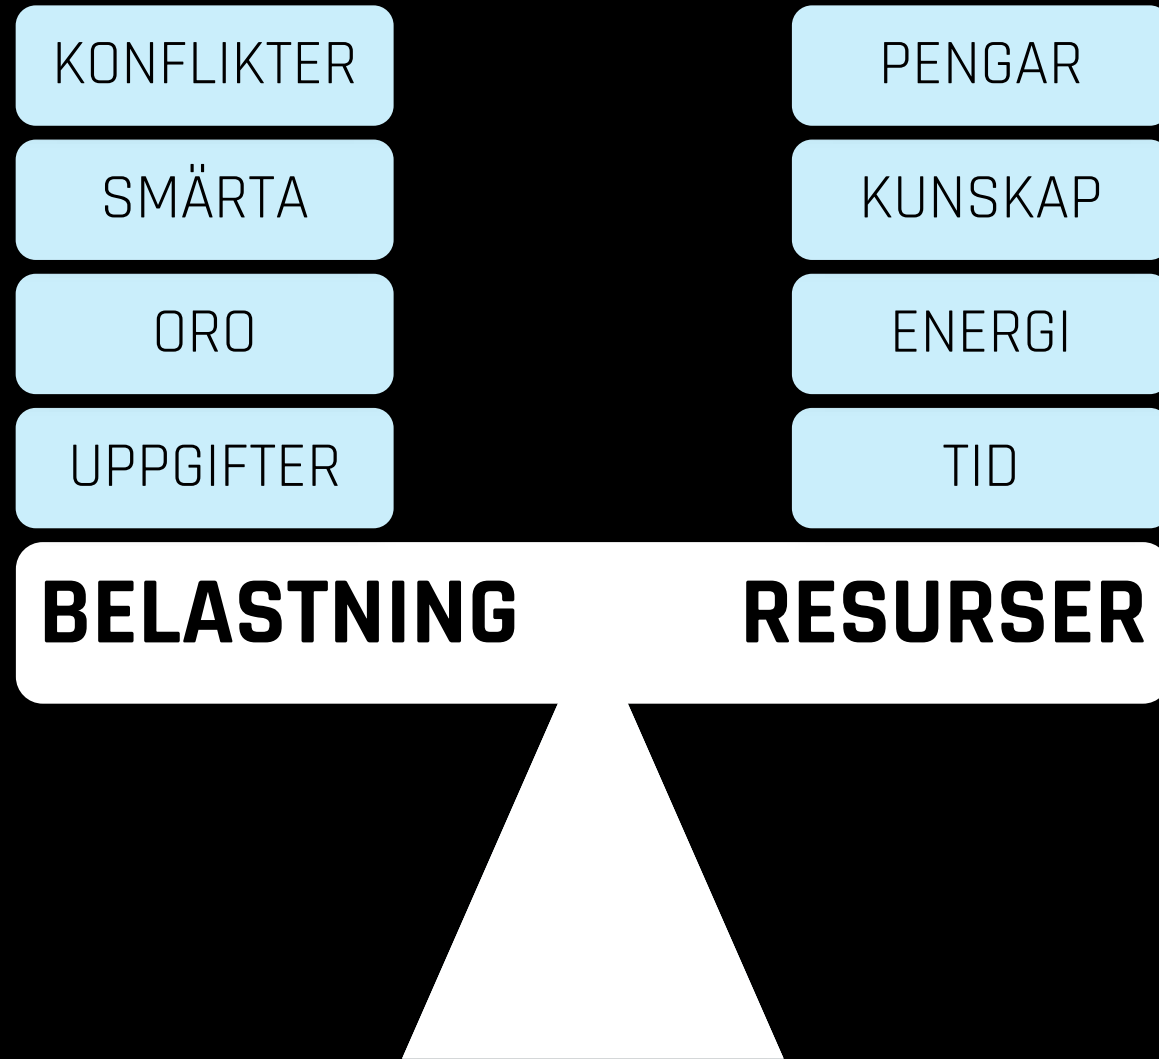 KONFLIKTER
SMÄRTA
ORO
UPPGIFTER
PENGAR
KUNSKAP
ENERGI
TID
BELASTNING
RESURSER